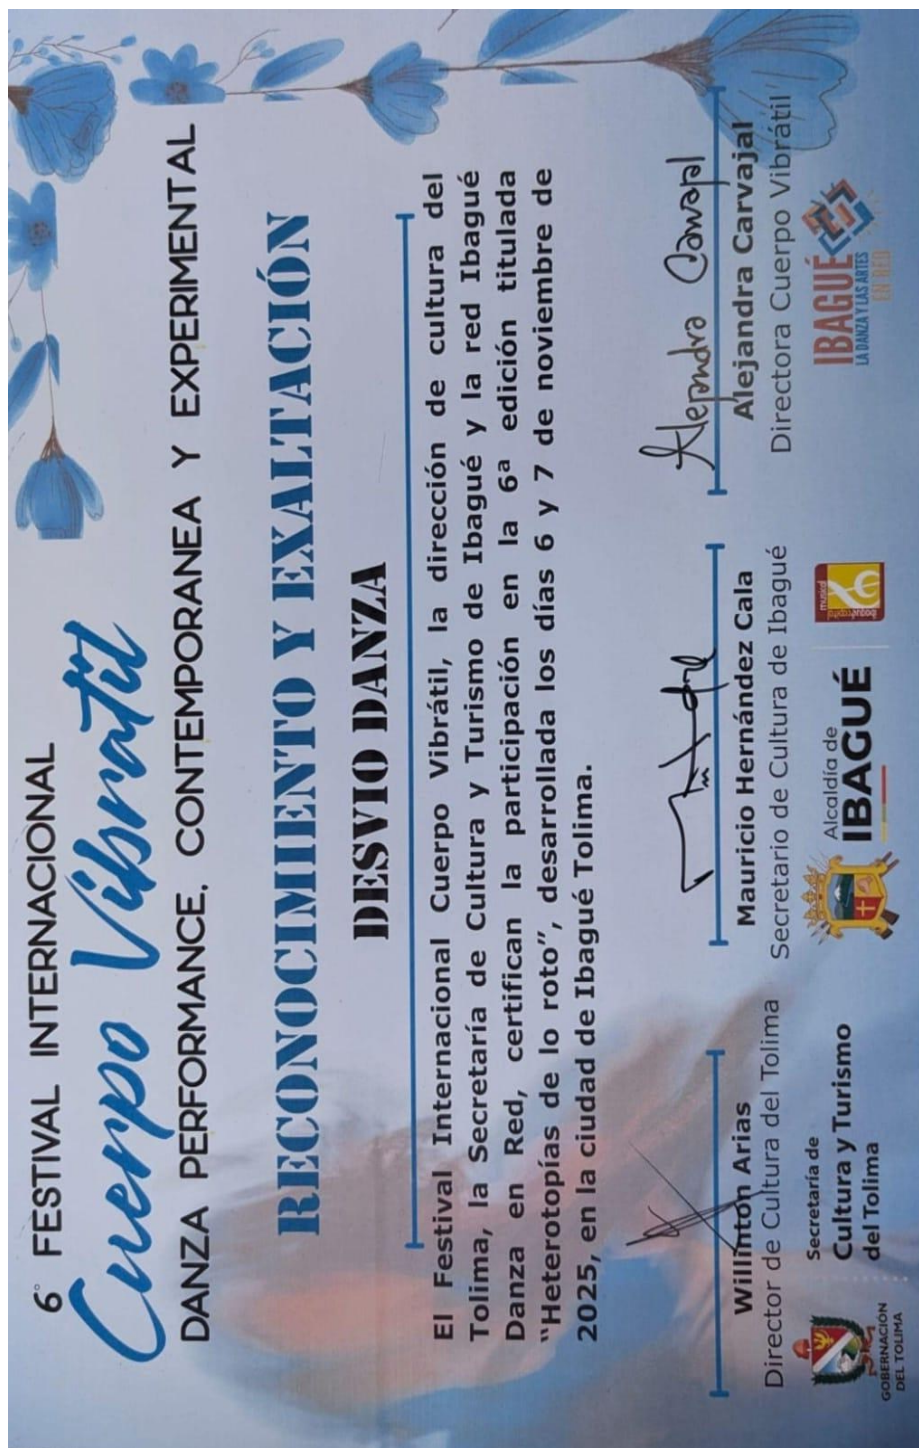 6° FESTIVAL INTERNACIONAL
Cuerpo Vibrátil
DANZA PERFORMANCE, CONTEMPORANEA Y EXPERIMENTAL
RECONOCIMIENTO Y EXALTACIÓN
DESVIO DANZA
El Festival Internacional Cuerpo Vibrátil, la dirección de cultura del
Tolima, la Secretaría de Cultura y Turismo de Ibagué y la red Ibagué
Danza en Red, certifican la participación en la 6ª edición titulada
“Heterotopías de lo roto”, desarrollada los días 6 y 7 de noviembre de
2025, en la ciudad de Ibagué Tolima.
Alejandra Carvajal
Willinton Arias
Director de Cultura del Tolima
Mauricio Hernández Cala
Secretario de Cultura de Ibagué
Alejandra Carvajal
Directora Cuerpo Vibrátil
GOBERNACIÓN
DEL TOLIMA
Secretaría de
Cultura y Turismo
del Tolima
Alcaldía de
IBAGUÉ
musical
IBAGUÉ
LA DANZA Y LAS ARTES
EN RED